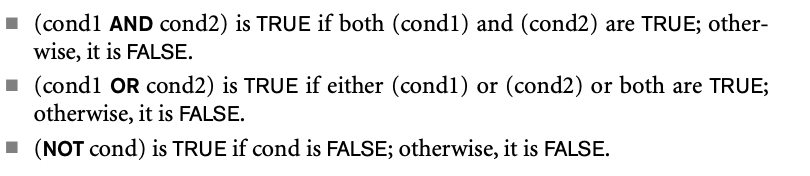 ■ (cond1 AND cond2) is TRUE if both (cond1) and (cond2) are TRUE; other-
wise, it is FALSE.
■ (cond1 OR cond2) is TRUE if either (cond1) or (cond2) or both are TRUE;
otherwise, it is FALSE.
■ (NOT cond) is TRUE if cond is FALSE; otherwise, it is FALSE.